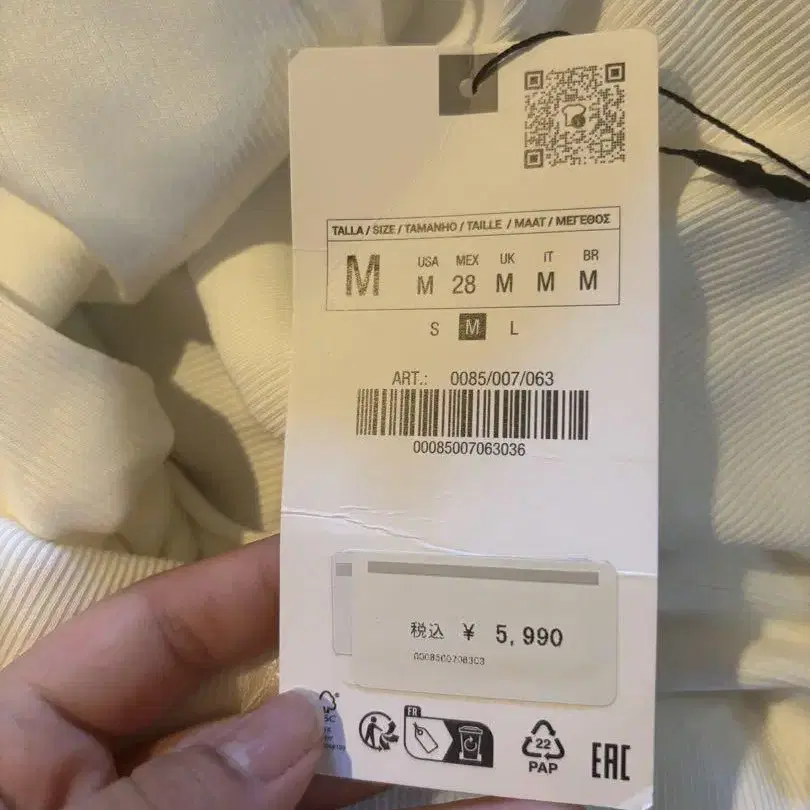 TALLA / SIZE / TAMANHO / TAILLE / MAAT / ΜΕΓΕΘΟΣ
M
USA MEX UK IT BR
M 28 M M M
S M L
ART.: 0085/007/063
00085007063036
税込 ¥ 5,990
FR
22
PAP
EAC